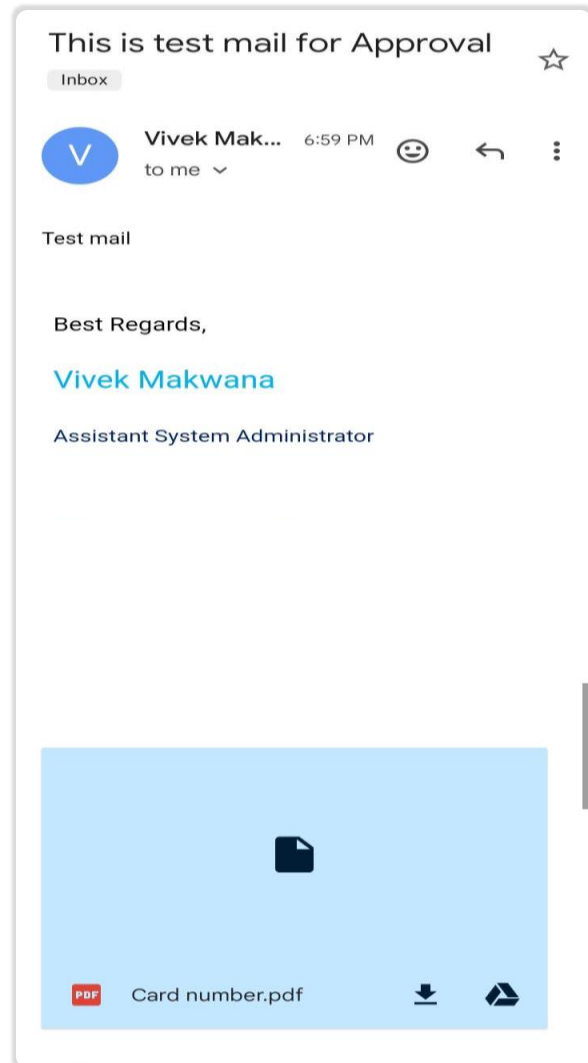 This is test mail for Approval
Inbox
V
Vivek Mak... 6:59 PM
to me
Test mail
Best Regards,
Vivek Makwana
Assistant System Administrator
PDF Card number.pdf